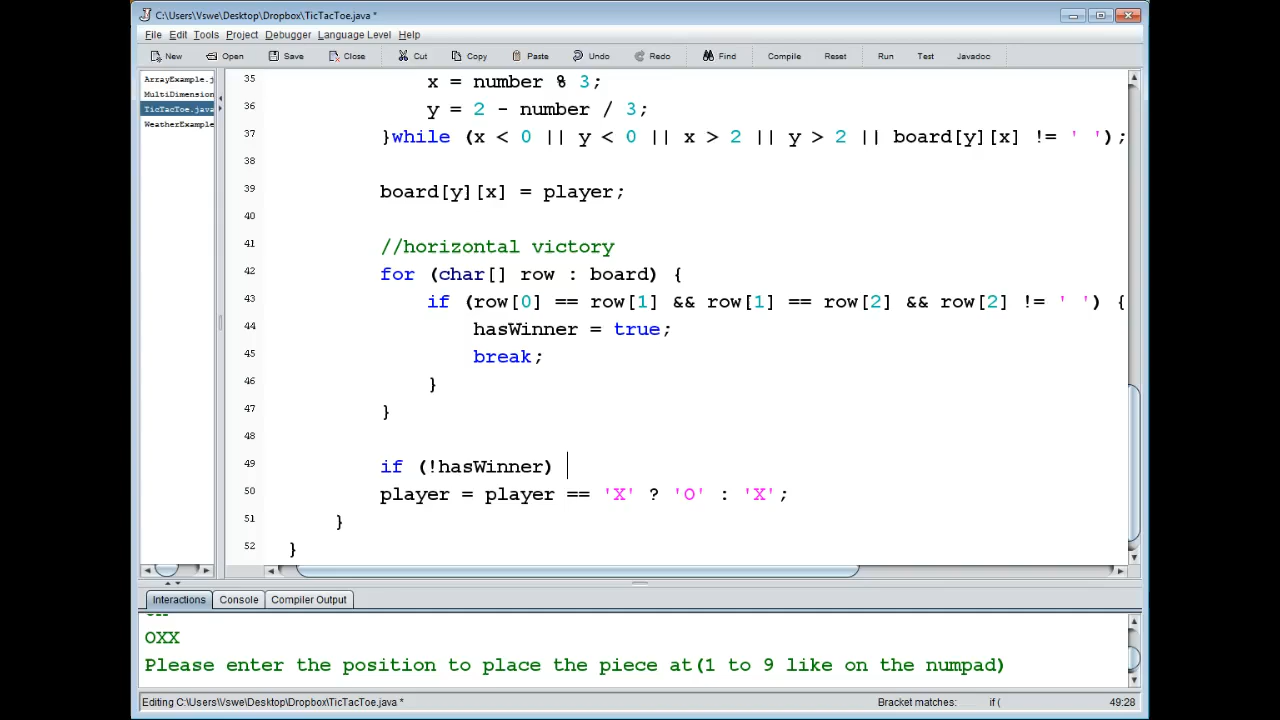 C:\Users\Vswe\Desktop\Dropbox\TicTacToe.java *
File Edit Tools Project Debugger Language Level Help
New Open Save Close Cut Copy Paste Undo Redo Find Compile Reset Run Test Javadoc
ArrayExample.j
MultiDimension
TicTacToe.java
WeatherExample
35 x = number % 3;
36 y = 2 - number / 3;
37 }while (x < 0 || y < 0 || x > 2 || y > 2 || board[y][x] != ' ');
38
39 board[y][x] = player;
40
41 //horizontal victory
42 for (char[] row : board) {
43 if (row[0] == row[1] && row[1] == row[2] && row[2] != ' ') {
44 hasWinner = true;
45 break;
46 }
47 }
48
49 if (!hasWinner)
50 player = player == 'X' ? 'O' : 'X';
51 }
52 }
Interactions Console Compiler Output
OXX
Please enter the position to place the piece at(1 to 9 like on the numpad)
Editing C:\Users\Vswe\Desktop\Dropbox\TicTacToe.java * Bracket matches: if ( 49:28